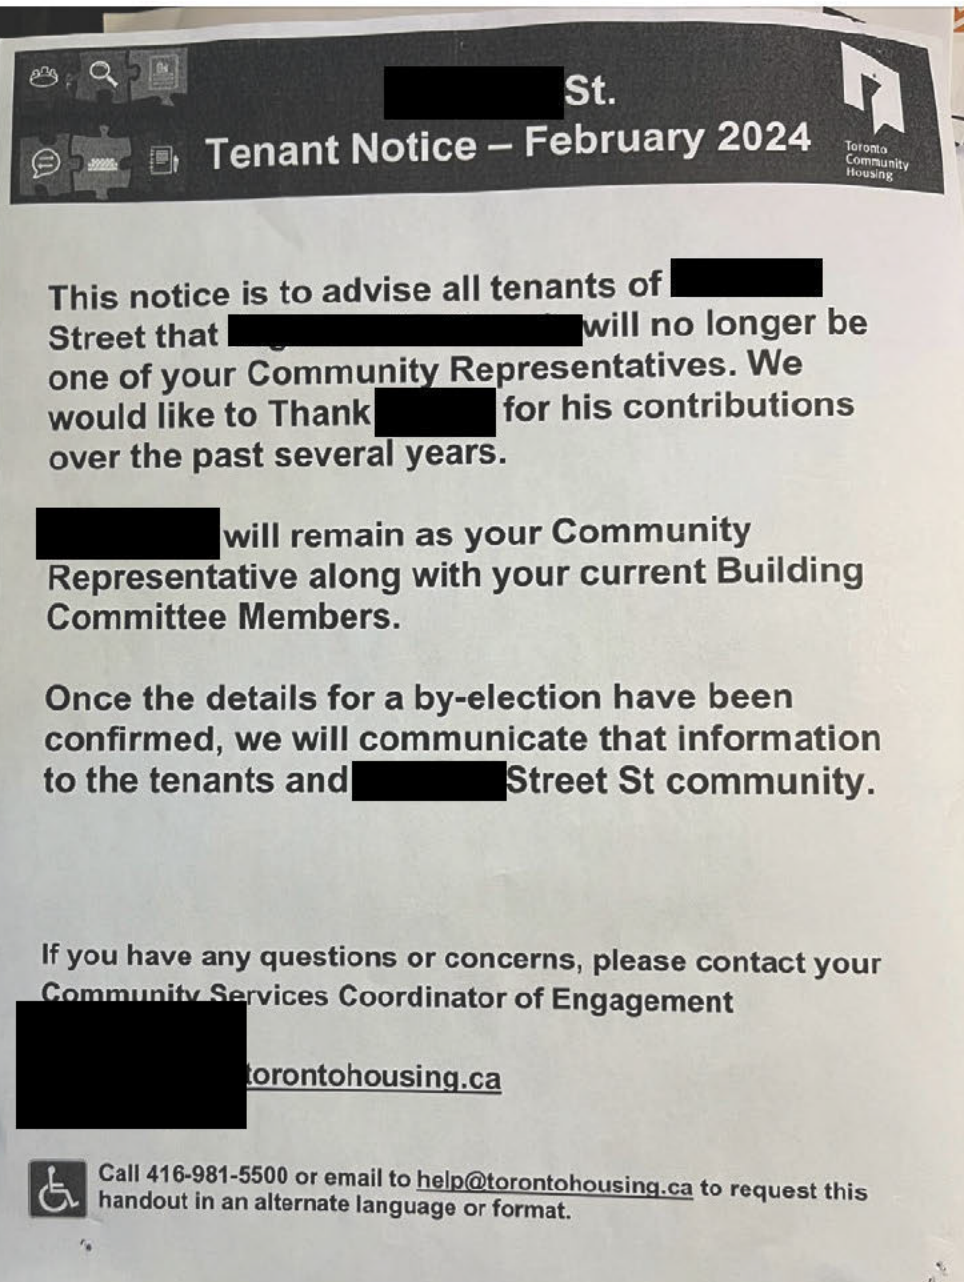 St.
Tenant Notice – February 2024
Toronto
Community
Housing
This notice is to advise all tenants of
Street that will no longer be
one of your Community Representatives. We
would like to Thank for his contributions
over the past several years.
will remain as your Community
Representative along with your current Building
Committee Members.
Once the details for a by-election have been
confirmed, we will communicate that information
to the tenants and Street St community.
If you have any questions or concerns, please contact your
Community Services Coordinator of Engagement
torontohousing.ca
Call 416-981-5500 or email to help@torontohousing.ca to request this
handout in an alternate language or format.